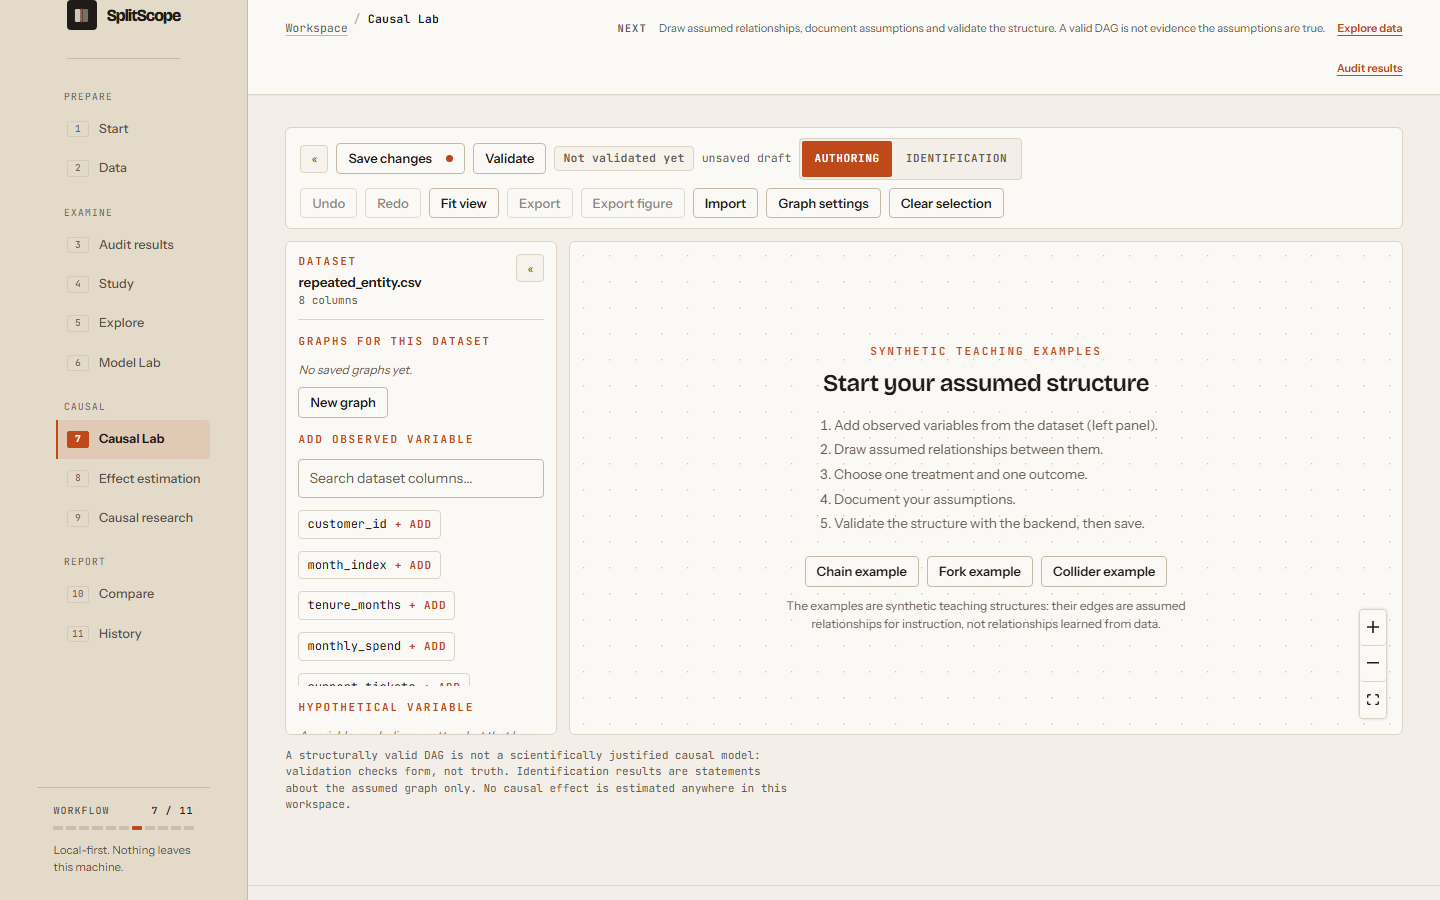 SplitScope
PREPARE
1 Start
2 Data
EXAMINE
3 Audit results
4 Study
5 Explore
6 Model Lab
CAUSAL
7 Causal Lab
8 Effect estimation
9 Causal research
REPORT
10 Compare
11 History
WORKFLOW 7 / 11
Local-first. Nothing leaves
this machine.
Workspace / Causal Lab
NEXT Draw assumed relationships, document assumptions and validate the structure. A valid DAG is not evidence the assumptions are true. Explore data
Audit results
« Save changes Validate Not validated yet unsaved draft AUTHORING IDENTIFICATION
Undo Redo Fit view Export Export figure Import Graph settings Clear selection
DATASET
«
repeated_entity.csv
8 columns
GRAPHS FOR THIS DATASET
No saved graphs yet.
New graph
ADD OBSERVED VARIABLE
Search dataset columns...
customer_id + ADD
month_index + ADD
tenure_months + ADD
monthly_spend + ADD
support_tickets + ADD
HYPOTHETICAL VARIABLE
SYNTHETIC TEACHING EXAMPLES
Start your assumed structure
1. Add observed variables from the dataset (left panel).
2. Draw assumed relationships between them.
3. Choose one treatment and one outcome.
4. Document your assumptions.
5. Validate the structure with the backend, then save.
Chain example Fork example Collider example
The examples are synthetic teaching structures: their edges are assumed
relationships for instruction, not relationships learned from data.
A structurally valid DAG is not a scientifically justified causal model:
validation checks form, not truth. Identification results are statements
about the assumed graph only. No causal effect is estimated anywhere in this
workspace.